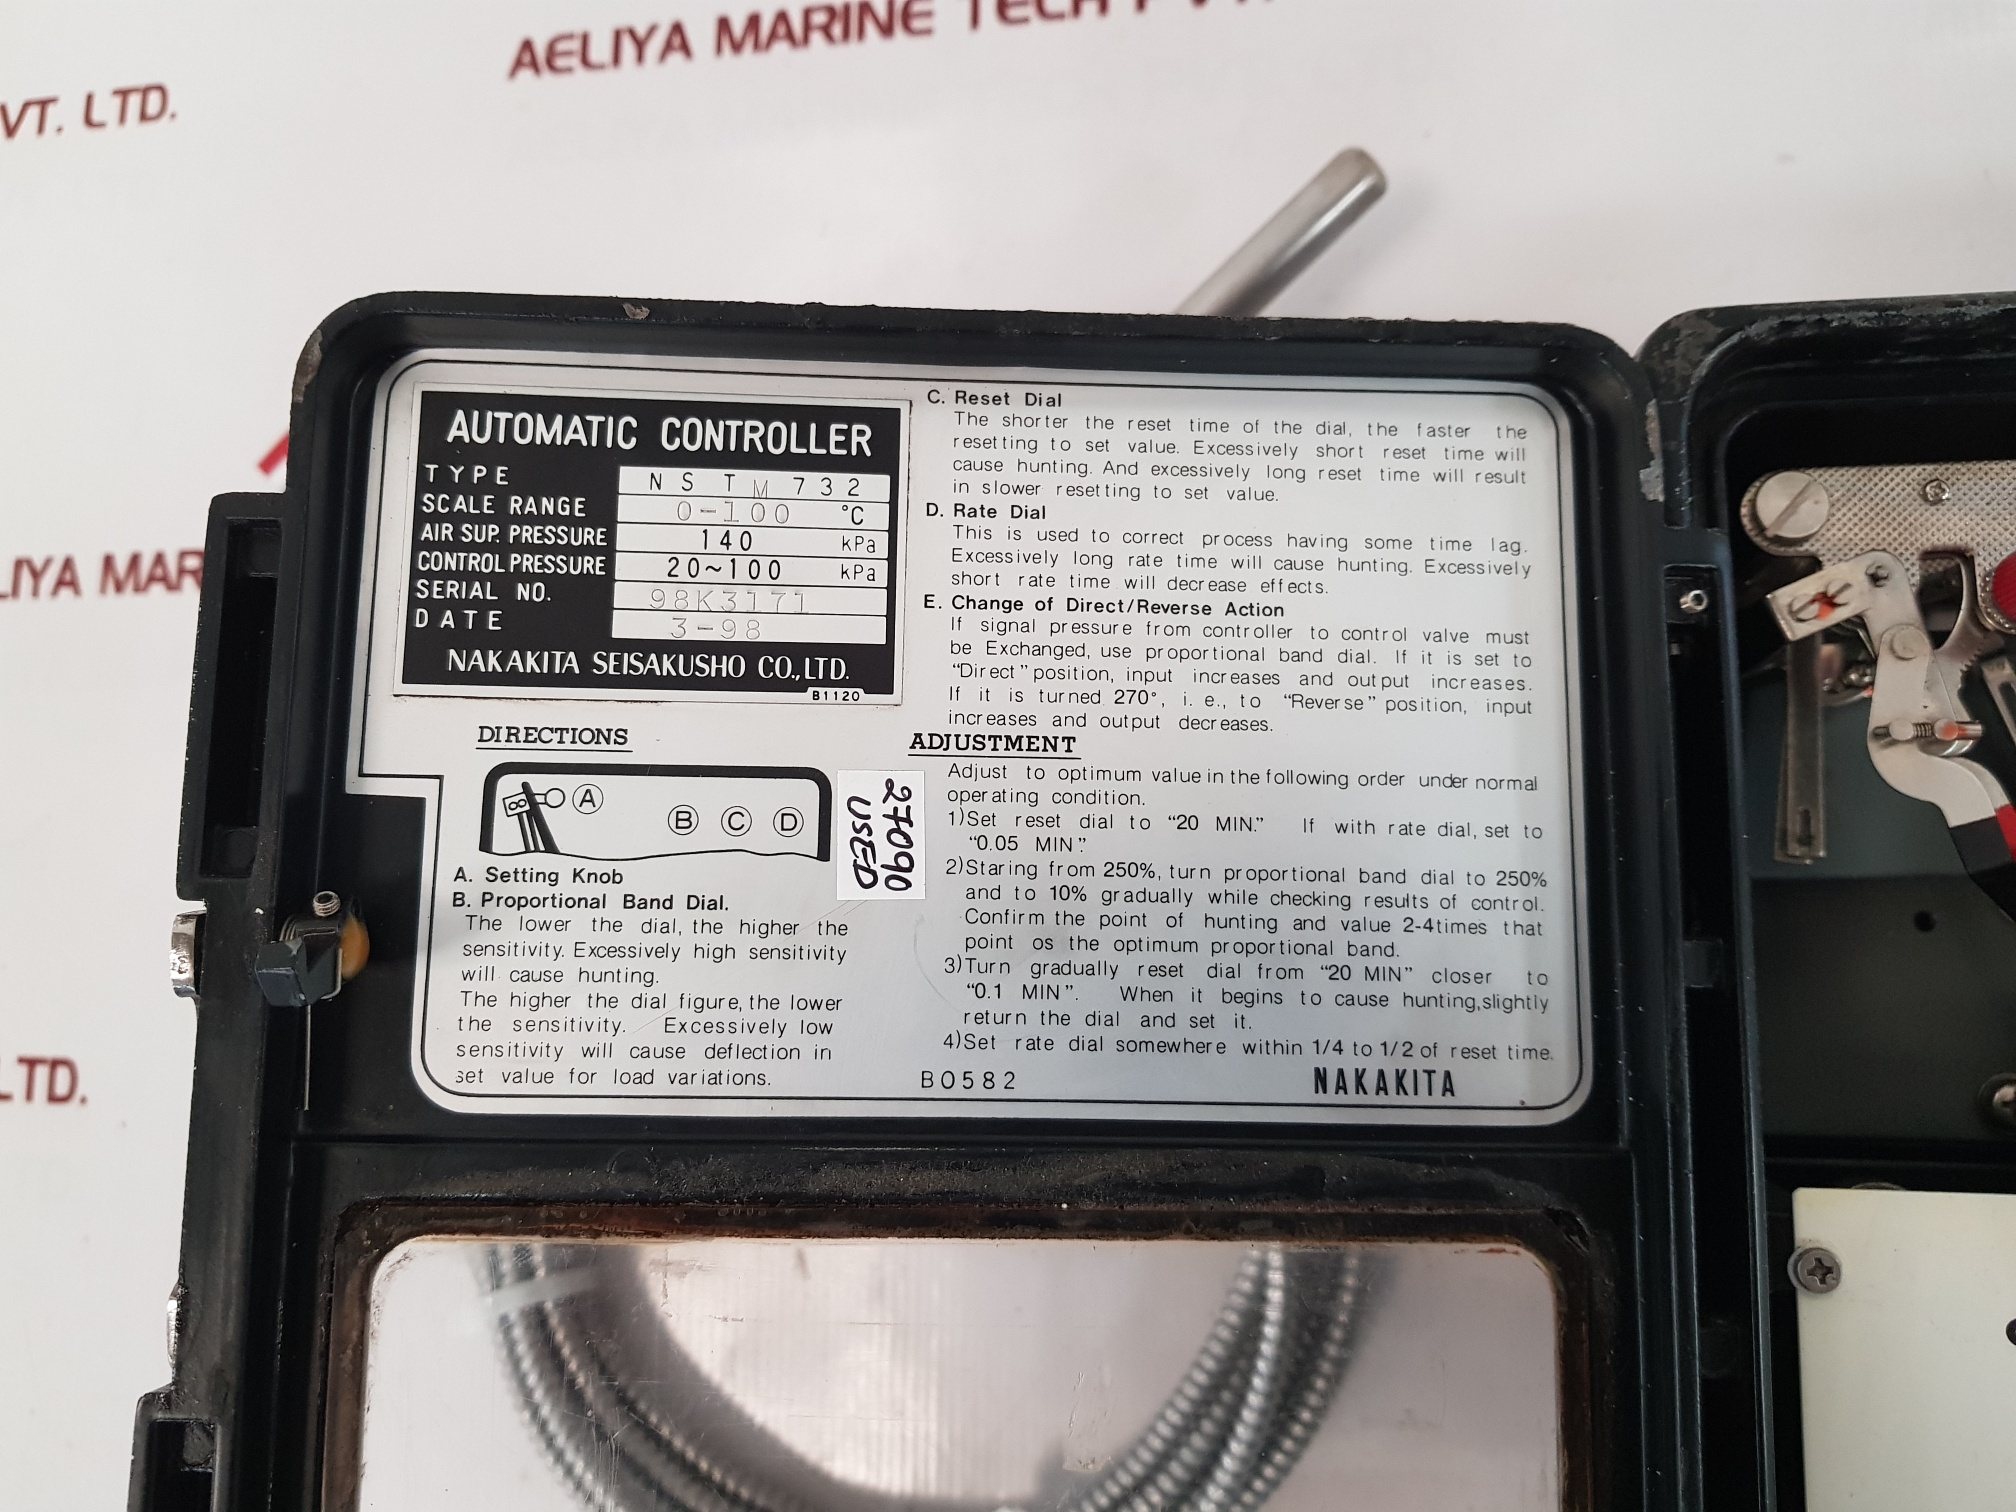 AELIYA MARINE TECH PVT.
VT. LTD.
LIYA MAR
LTD.
AUTOMATIC CONTROLLER
TYPE NSTM 732
SCALE RANGE 0-100 °C
AIR SUP. PRESSURE 140 kPa
CONTROL PRESSURE 20~100 kPa
SERIAL NO. 98K3171
DATE 3-98
NAKAKITA SEISAKUSHO CO.,LTD.
B1120
DIRECTIONS
A B C D
A. Setting Knob
B. Proportional Band Dial.
The lower the dial, the higher the
sensitivity. Excessively high sensitivity
will cause hunting.
The higher the dial figure, the lower
the sensitivity. Excessively low
sensitivity will cause deflection in
set value for load variations.
27090
USED
C. Reset Dial
The shorter the reset time of the dial, the faster the
resetting to set value. Excessively short reset time will
cause hunting. And excessively long reset time will result
in slower resetting to set value.
D. Rate Dial
This is used to correct process having some time lag.
Excessively long rate time will cause hunting. Excessively
short rate time will decrease effects.
E. Change of Direct/Reverse Action
If signal pressure from controller to control valve must
be Exchanged, use proportional band dial. If it is set to
“Direct” position, input increases and output increases.
If it is turned 270°, i.e., to “Reverse” position, input
increases and output decreases.
ADJUSTMENT
Adjust to optimum value in the following order under normal
operating condition.
1)Set reset dial to “20 MIN.” If with rate dial, set to
“0.05 MIN”.
2)Staring from 250%, turn proportional band dial to 250%
and to 10% gradually while checking results of control.
Confirm the point of hunting and value 2-4times that
point os the optimum proportional band.
3)Turn gradually reset dial from “20 MIN” closer to
“0.1 MIN”. When it begins to cause hunting,slightly
return the dial and set it.
4)Set rate dial somewhere within 1/4 to 1/2 of reset time.
B0582 NAKAKITA